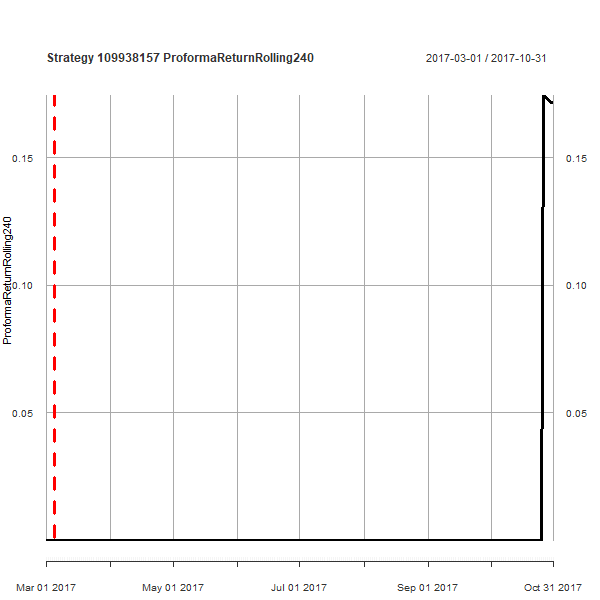 Strategy 109938157 ProformaReturnRolling240
2017-03-01 / 2017-10-31
ProformaReturnRolling240
0.15
0.10
0.05
0.15
0.10
0.05
Mar 01 2017
May 01 2017
Jul 01 2017
Sep 01 2017
Oct 31 2017